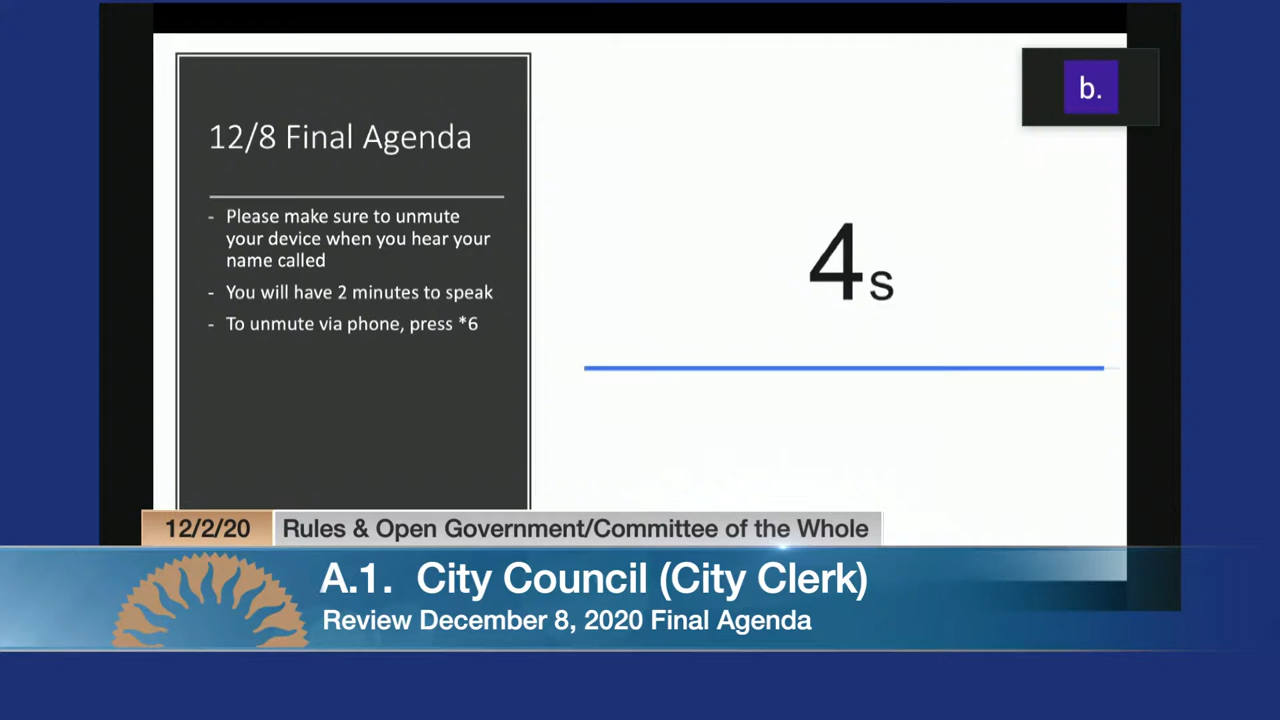 12/8 Final Agenda
- Please make sure to unmute
your device when you hear your
name called
- You will have 2 minutes to speak
- To unmute via phone, press *6
4s
b.
12/2/20
Rules & Open Government/Committee of the Whole
A.1. City Council (City Clerk)
Review December 8, 2020 Final Agenda